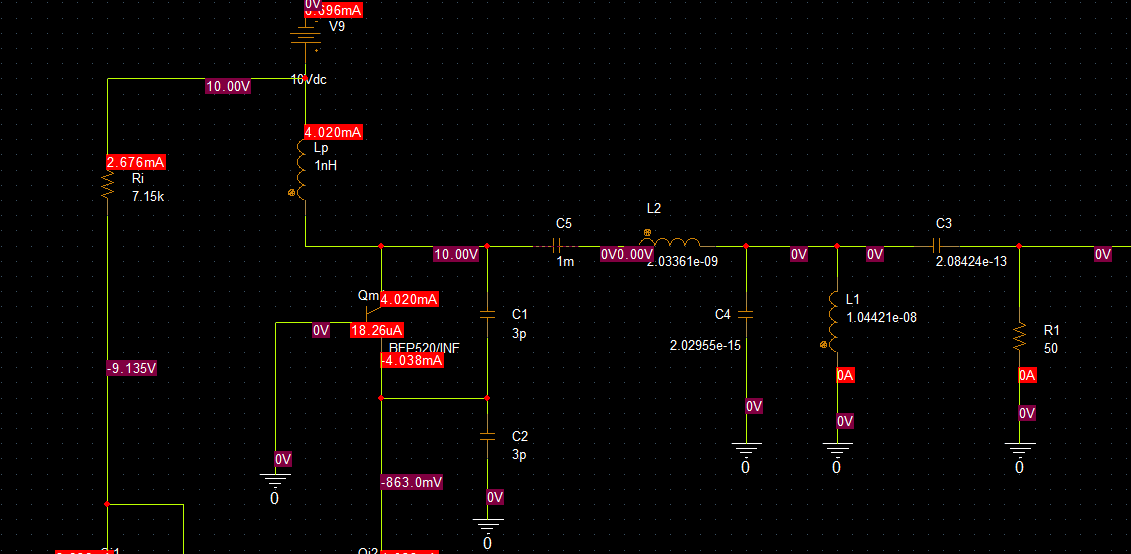 0V
6.696mA
V9
10Vdc
10.00V
4.020mA
Lp
1nH
2.676mA
Ri
7.15k
L2
C5
C3
10.00V
1m
0V
0.00V
2.03361e-09
0V
0V
2.08424e-13
0V
Qm
4.020mA
L1
1.04421e-08
C1
3p
C4
0V
18.26uA
R1
50
2.02955e-15
BFP520/INF
-4.038mA
-9.135V
0A
0A
0V
0V
0V
C2
3p
0V
0
0
0
-863.0mV
0V
0
0
Qi2